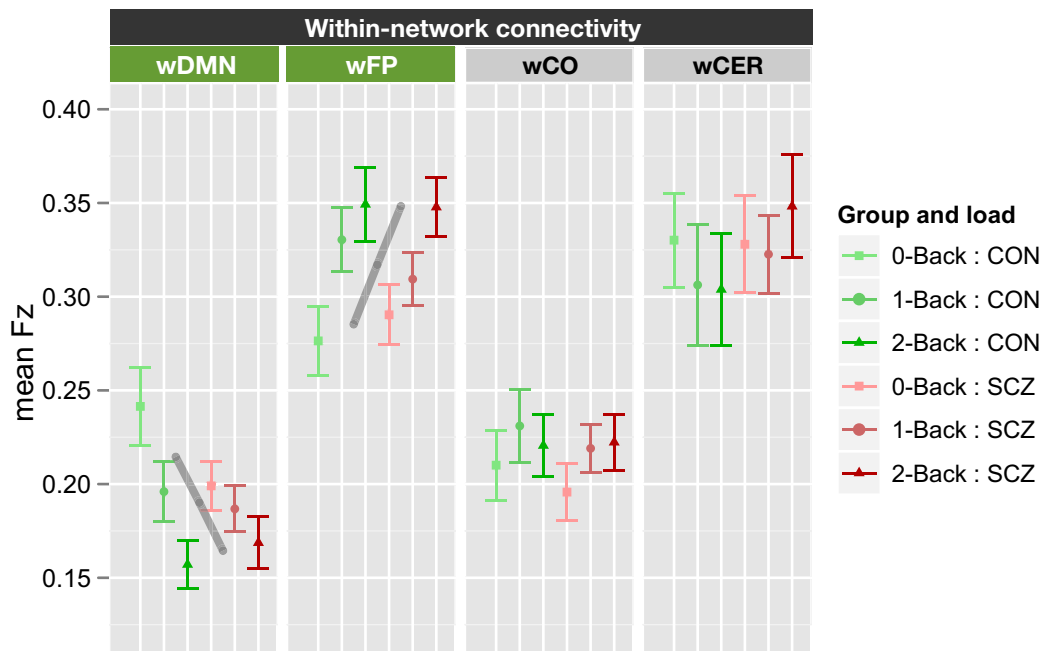 Within-network connectivity
wDMN wFP wCO wCER
mean Fz
0.40
0.35
0.30
0.25
0.20
0.15
Group and load
0-Back : CON
1-Back : CON
2-Back : CON
0-Back : SCZ
1-Back : SCZ
2-Back : SCZ